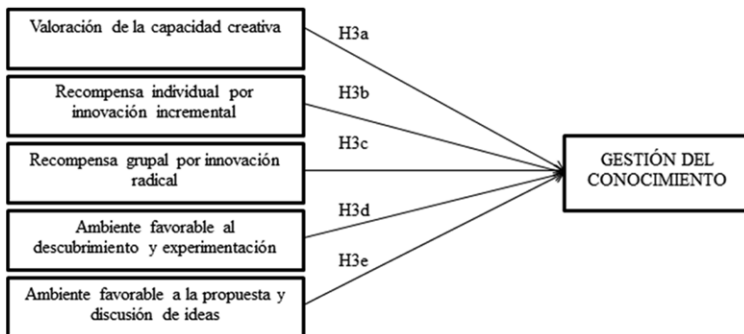 Valoración de la capacidad creativa
H3a
Recompensa individual por
innovación incremental
H3b
Recompensa grupal por innovación
radical
H3c
Ambiente favorable al
descubrimiento y experimentación
H3d
Ambiente favorable a la propuesta y
discusión de ideas
H3e
GESTIÓN DEL
CONOCIMIENTO